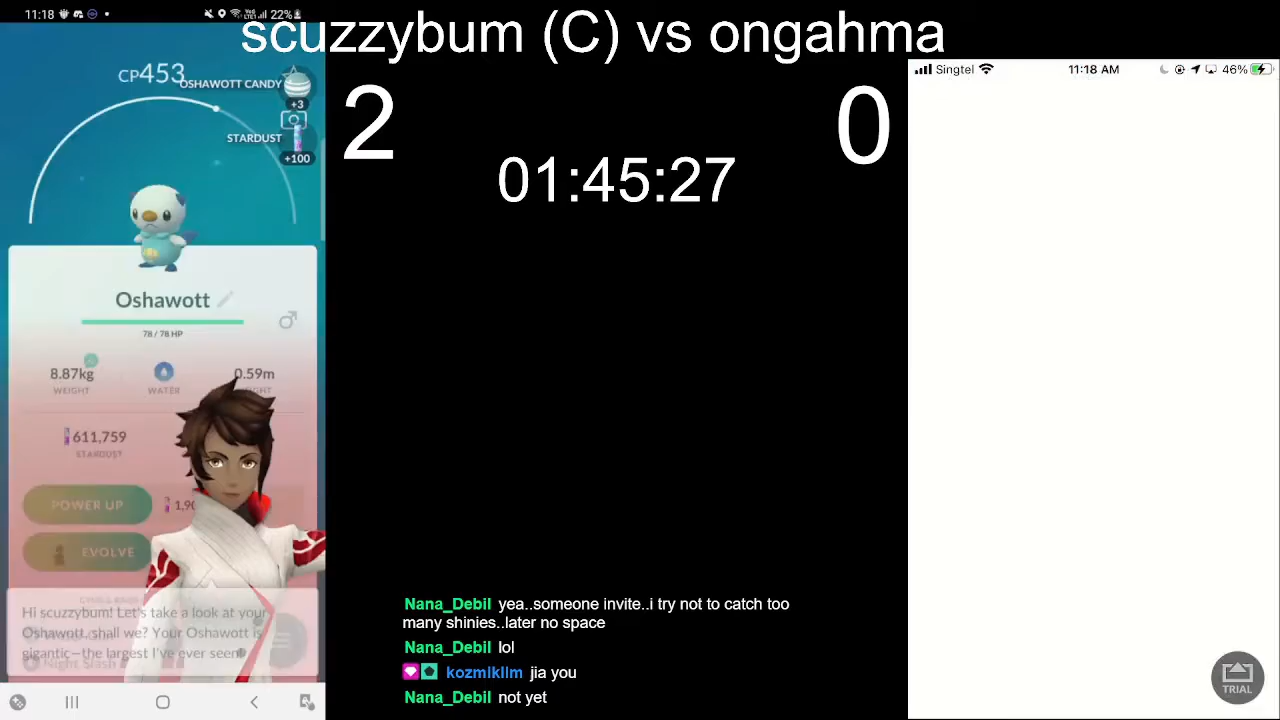 scuzzybum (C) vs ongahma
2
0
01:45:27
11:18
22%
CP453
OSHAWOTT CANDY
+3
STARDUST
+100
Oshawott
78 / 78 HP
8.87kg
WEIGHT
WATER
0.59m
611,759
STARDUST
POWER UP
1,90
EVOLVE
Hi scuzzybum! Let's take a look at your
Oshawott, shall we? Your Oshawott is
gigantic—the largest I've ever seen!
Night Slash
Nana_Debil yea..someone invite..i try not to catch too
many shinies..later no space
Nana_Debil lol
kozmiklim jia you
Nana_Debil not yet
Singtel
11:18 AM
46%
TRIAL